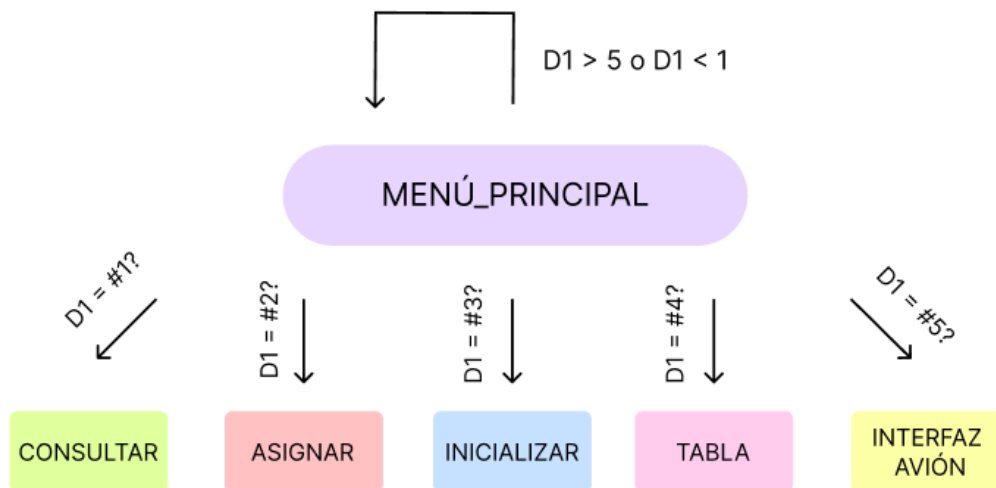 D1 > 5 o D1 < 1
MENÚ_PRINCIPAL
D1 = #1?
D1 = #2?
D1 = #3?
D1 = #4?
D1 = #5?
CONSULTAR
ASIGNAR
INICIALIZAR
TABLA
INTERFAZ
AVIÓN